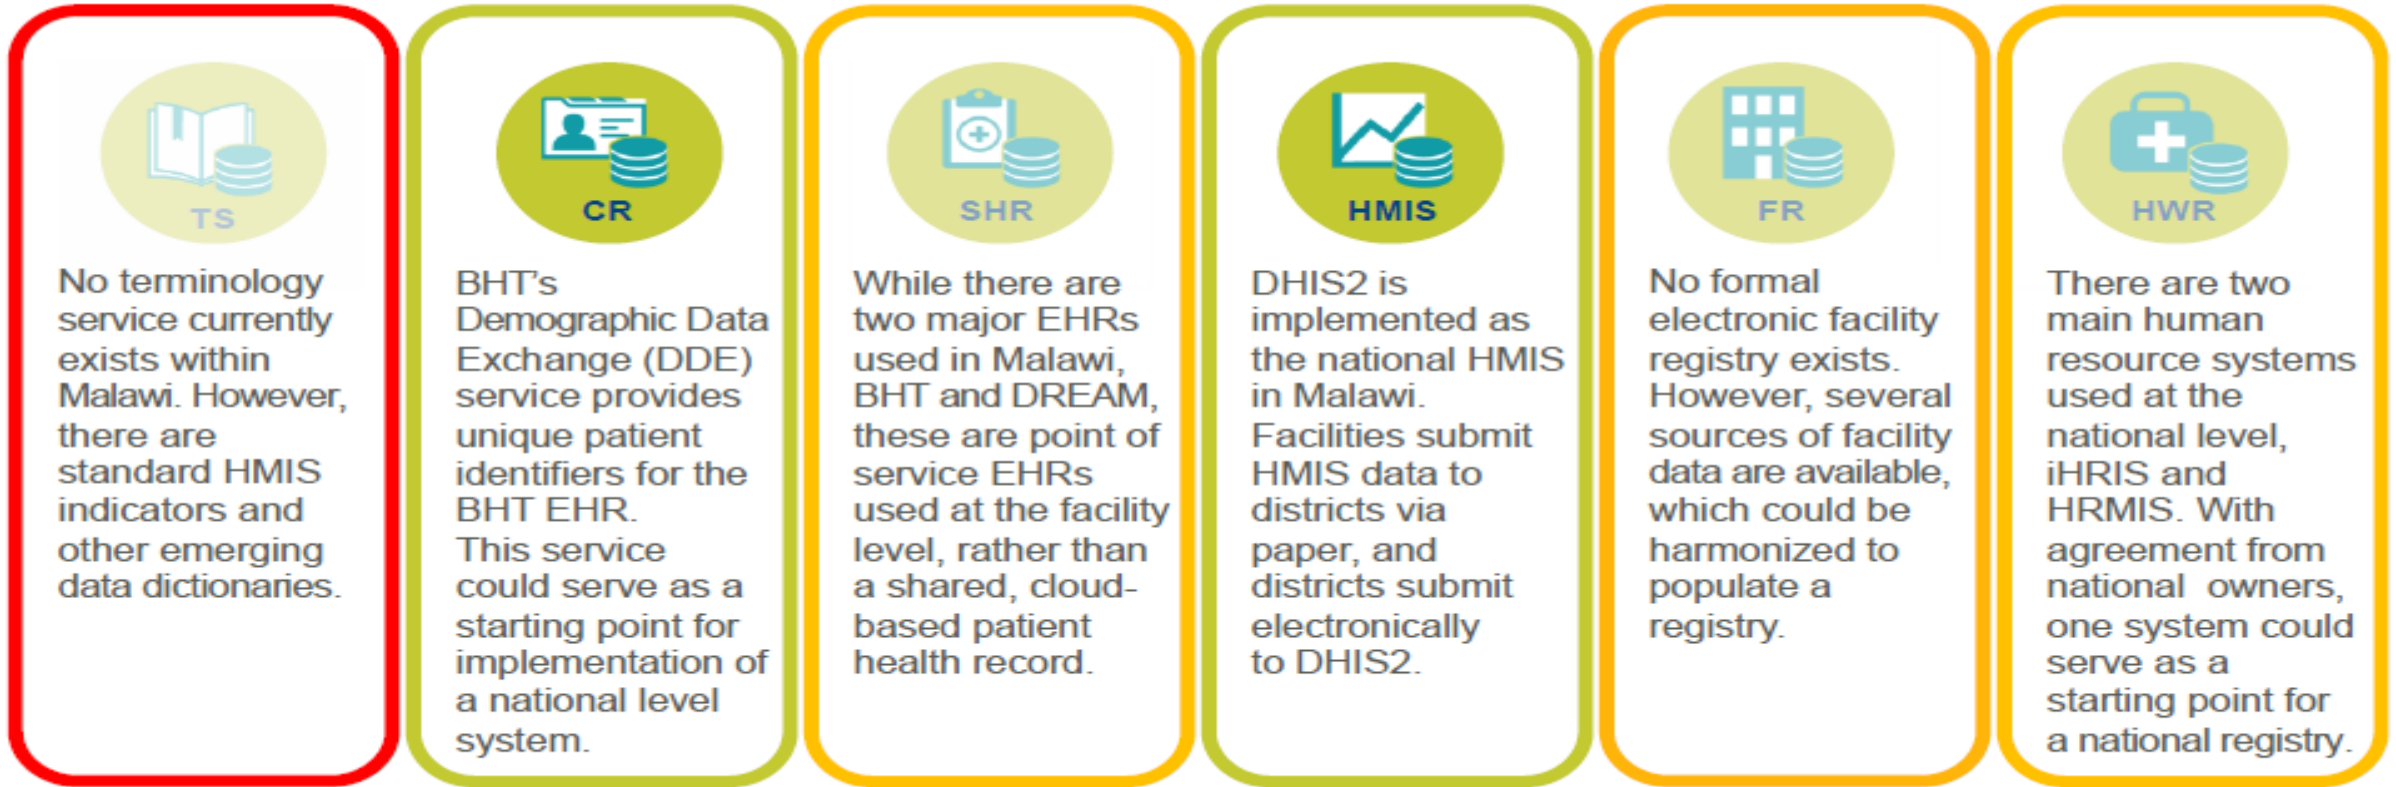 TS
No terminology
service currently
exists within
Malawi. However,
there are
standard HMIS
indicators and
other emerging
data dictionaries.
CR
BHT's
Demographic Data
Exchange (DDE)
service provides
unique patient
identifiers for the
BHT EHR.
This service
could serve as a
starting point for
implementation of
a national level
system.
SHR
While there are
two major EHRs
used in Malawi,
BHT and DREAM,
these are point of
service EHRs
used at the facility
level, rather than
a shared, cloud-
based patient
health record.
HMIS
DHIS2 is
implemented as
the national HMIS
in Malawi.
Facilities submit
HMIS data to
districts via
paper, and
districts submit
electronically
to DHIS2.
FR
No formal
electronic facility
registry exists.
However, several
sources of facility
data are available,
which could be
harmonized to
populate a
registry.
HWR
There are two
main human
resource systems
used at the
national level,
iHRIS and
HRMIS. With
agreement from
national owners,
one system could
serve as a
starting point for
a national registry.